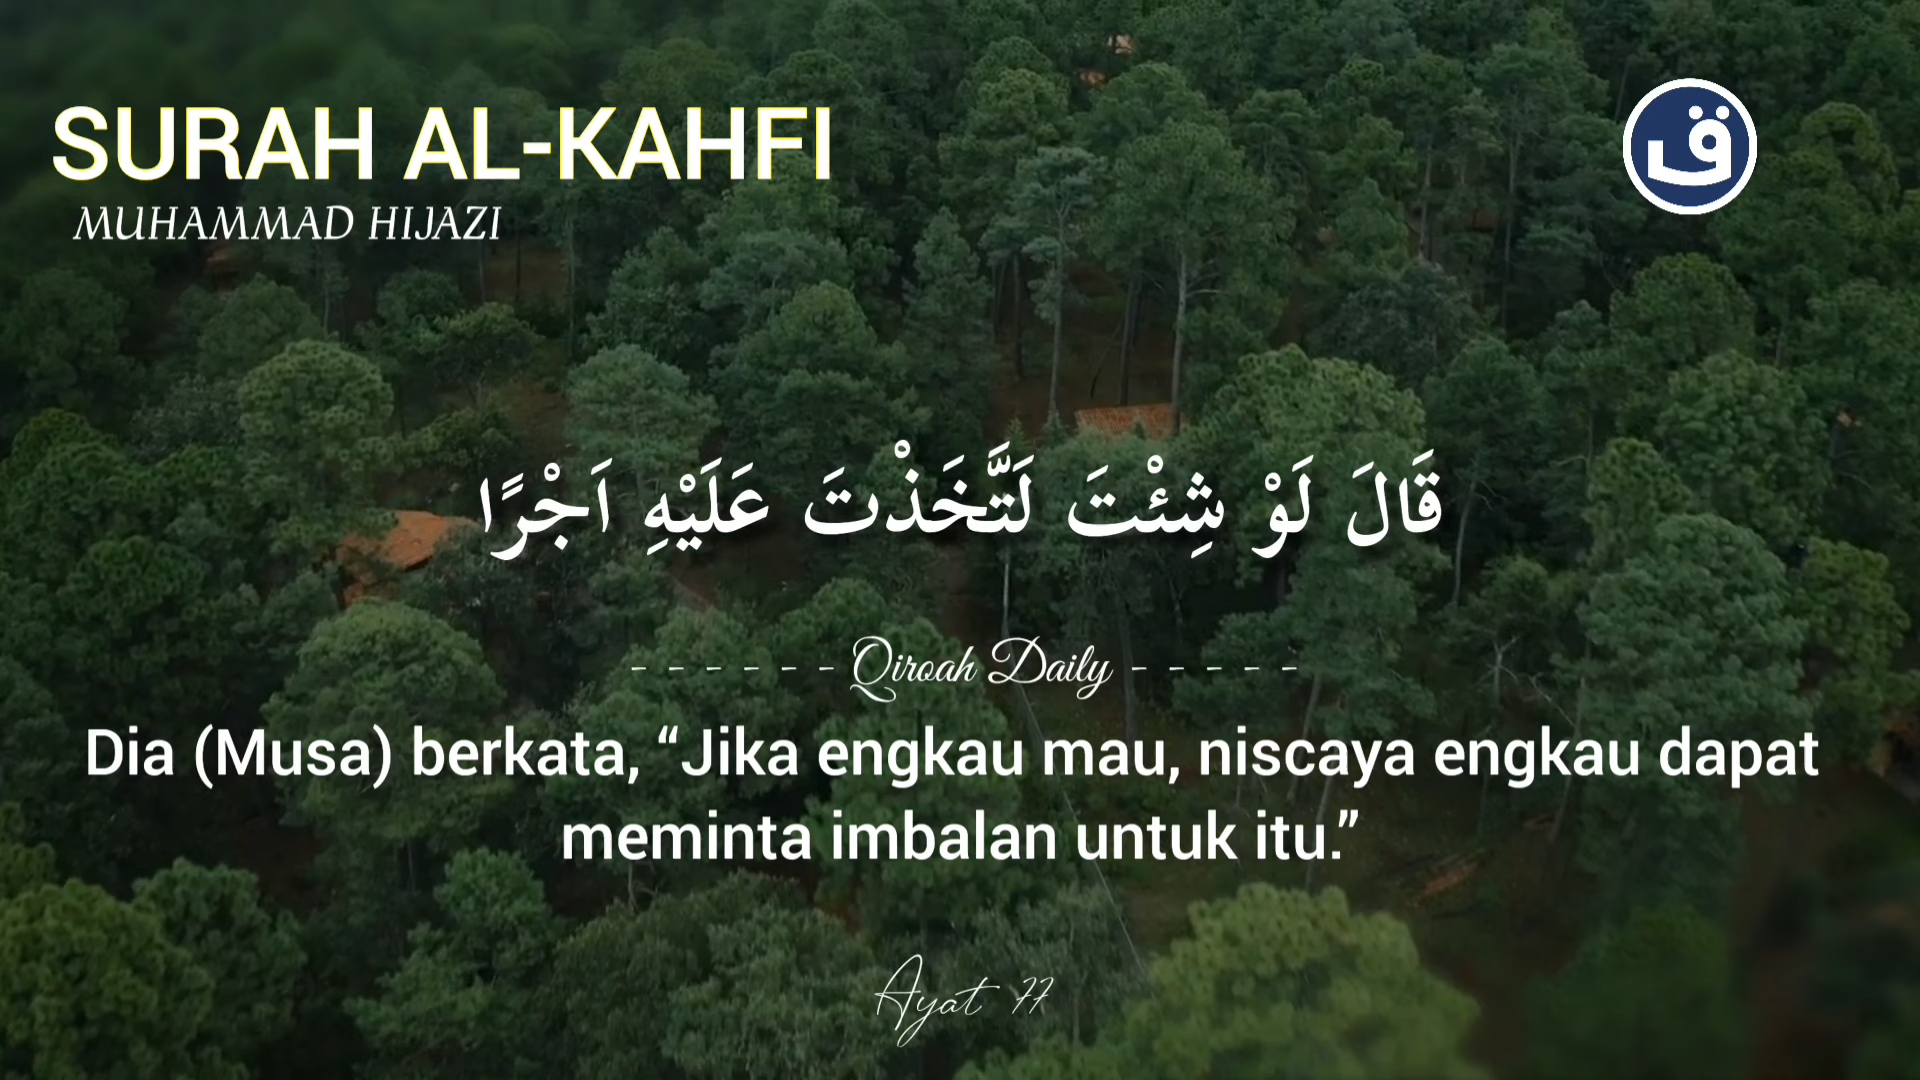 SURAH AL-KAHFI
MUHAMMAD HIJAZI
ق
قَالَ لَوْ شِئْتَ لَتَّخَذْتَ عَلَيْهِ اَجْرًا
- - - - - - Qiroah Daily - - - - -
Dia (Musa) berkata, “Jika engkau mau, niscaya engkau dapat
meminta imbalan untuk itu.”
Ayat 77